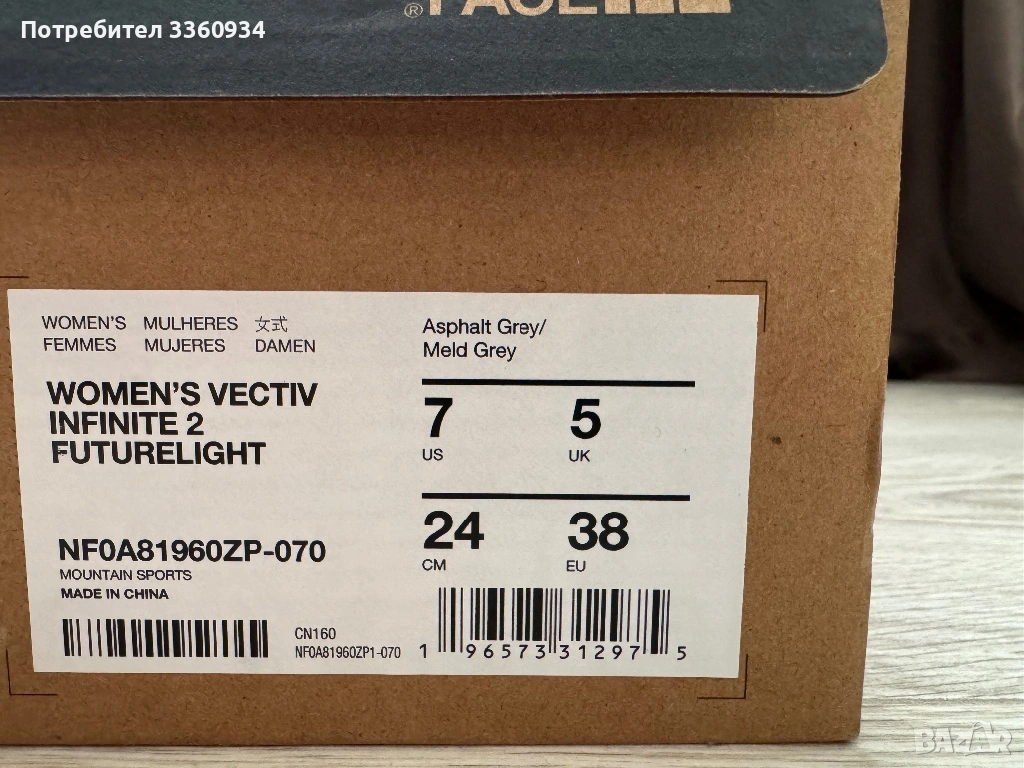 Потребител 3360934
®
WOMEN'S MULHERES 女式
FEMMES MUJERES DAMEN
WOMEN'S VECTIV
INFINITE 2
FUTURELIGHT
NF0A81960ZP-070
MOUNTAIN SPORTS
MADE IN CHINA
CN160
NF0A81960ZP1-070
Asphalt Grey/
Meld Grey
7 5
US UK
24 38
CM EU
1 96573 31297 5
BAZAR